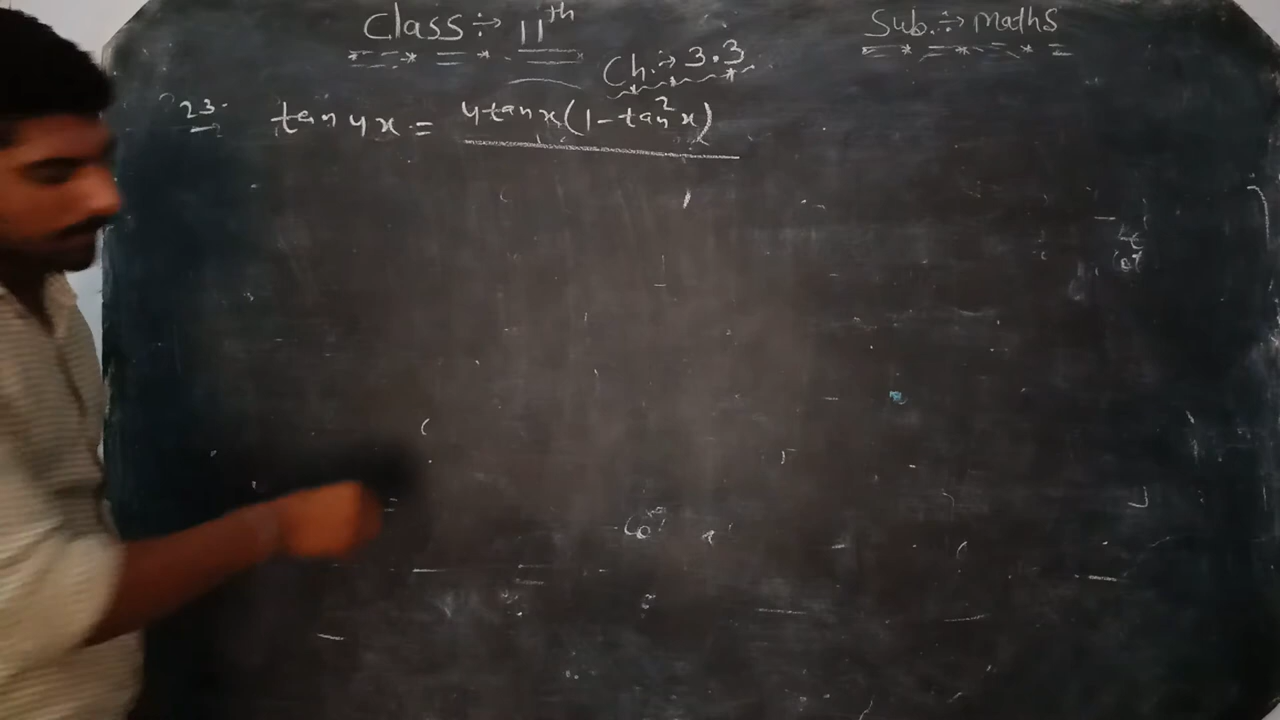 Class :- 11th
Sub. :- maths
Ch. :- 3.3
23. tan 4x = 4tanx(1-tan²x)